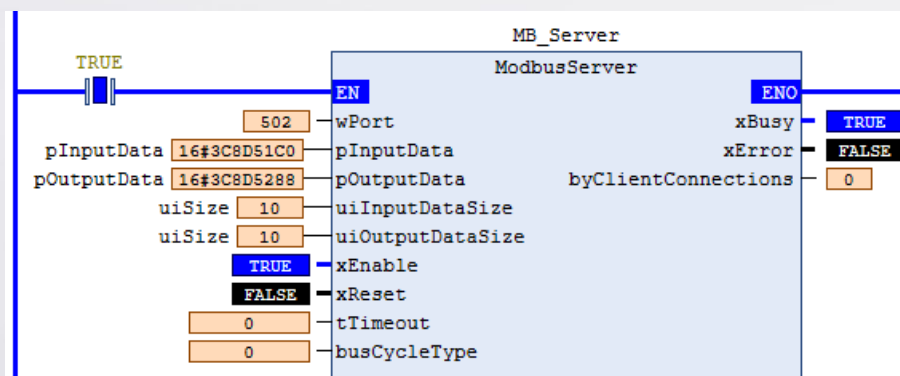 MB_Server
TRUE
ModbusServer
EN ENO
502 wPort xBusy TRUE
pInputData 16#3C8D51C0 pInputData xError FALSE
pOutputData 16#3C8D5288 pOutputData byClientConnections 0
uiSize 10 uiInputDataSize
uiSize 10 uiOutputDataSize
TRUE xEnable
FALSE xReset
0 tTimeout
0 busCycleType